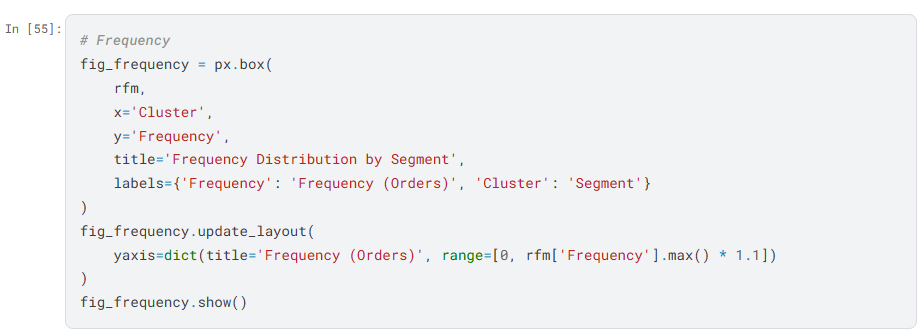 In [55]:
# Frequency
fig_frequency = px.box(
    rfm,
    x='Cluster',
    y='Frequency',
    title='Frequency Distribution by Segment',
    labels={'Frequency': 'Frequency (Orders)', 'Cluster': 'Segment'}
)
fig_frequency.update_layout(
    yaxis=dict(title='Frequency (Orders)', range=[0, rfm['Frequency'].max() * 1.1])
)
fig_frequency.show()